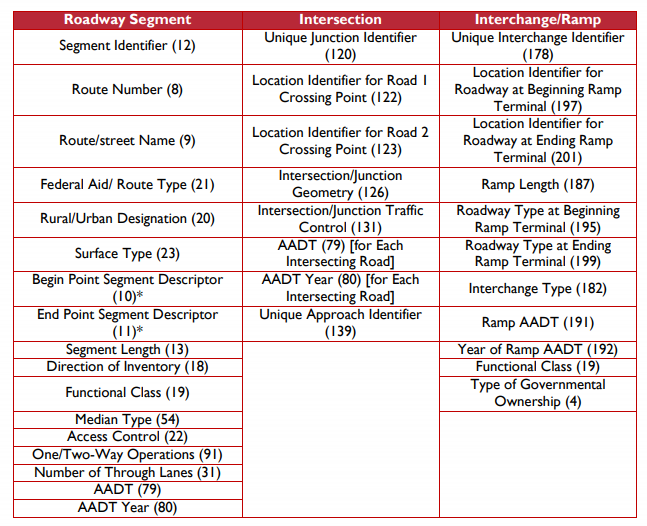 Roadway Segment
Intersection
Interchange/Ramp
Segment Identifier (12)
Unique Junction Identifier
(120)
Unique Interchange Identifier
(178)
Route Number (8)
Location Identifier for Road 1
Crossing Point (122)
Location Identifier for
Roadway at Beginning Ramp
Terminal (197)
Route/street Name (9)
Location Identifier for Road 2
Crossing Point (123)
Location Identifier for
Roadway at Ending Ramp
Terminal (201)
Federal Aid/ Route Type (21)
Intersection/Junction
Geometry (126)
Ramp Length (187)
Rural/Urban Designation (20)
Intersection/Junction Traffic
Control (131)
Roadway Type at Beginning
Ramp Terminal (195)
Surface Type (23)
AADT (79) [for Each
Intersecting Road]
Roadway Type at Ending
Ramp Terminal (199)
Begin Point Segment Descriptor
(10)*
AADT Year (80) [for Each
Intersecting Road]
Interchange Type (182)
End Point Segment Descriptor
(11)*
Unique Approach Identifier
(139)
Ramp AADT (191)
Segment Length (13)
Year of Ramp AADT (192)
Direction of Inventory (18)
Functional Class (19)
Functional Class (19)
Type of Governmental
Ownership (4)
Median Type (54)
Access Control (22)
One/Two-Way Operations (91)
Number of Through Lanes (31)
AADT (79)
AADT Year (80)